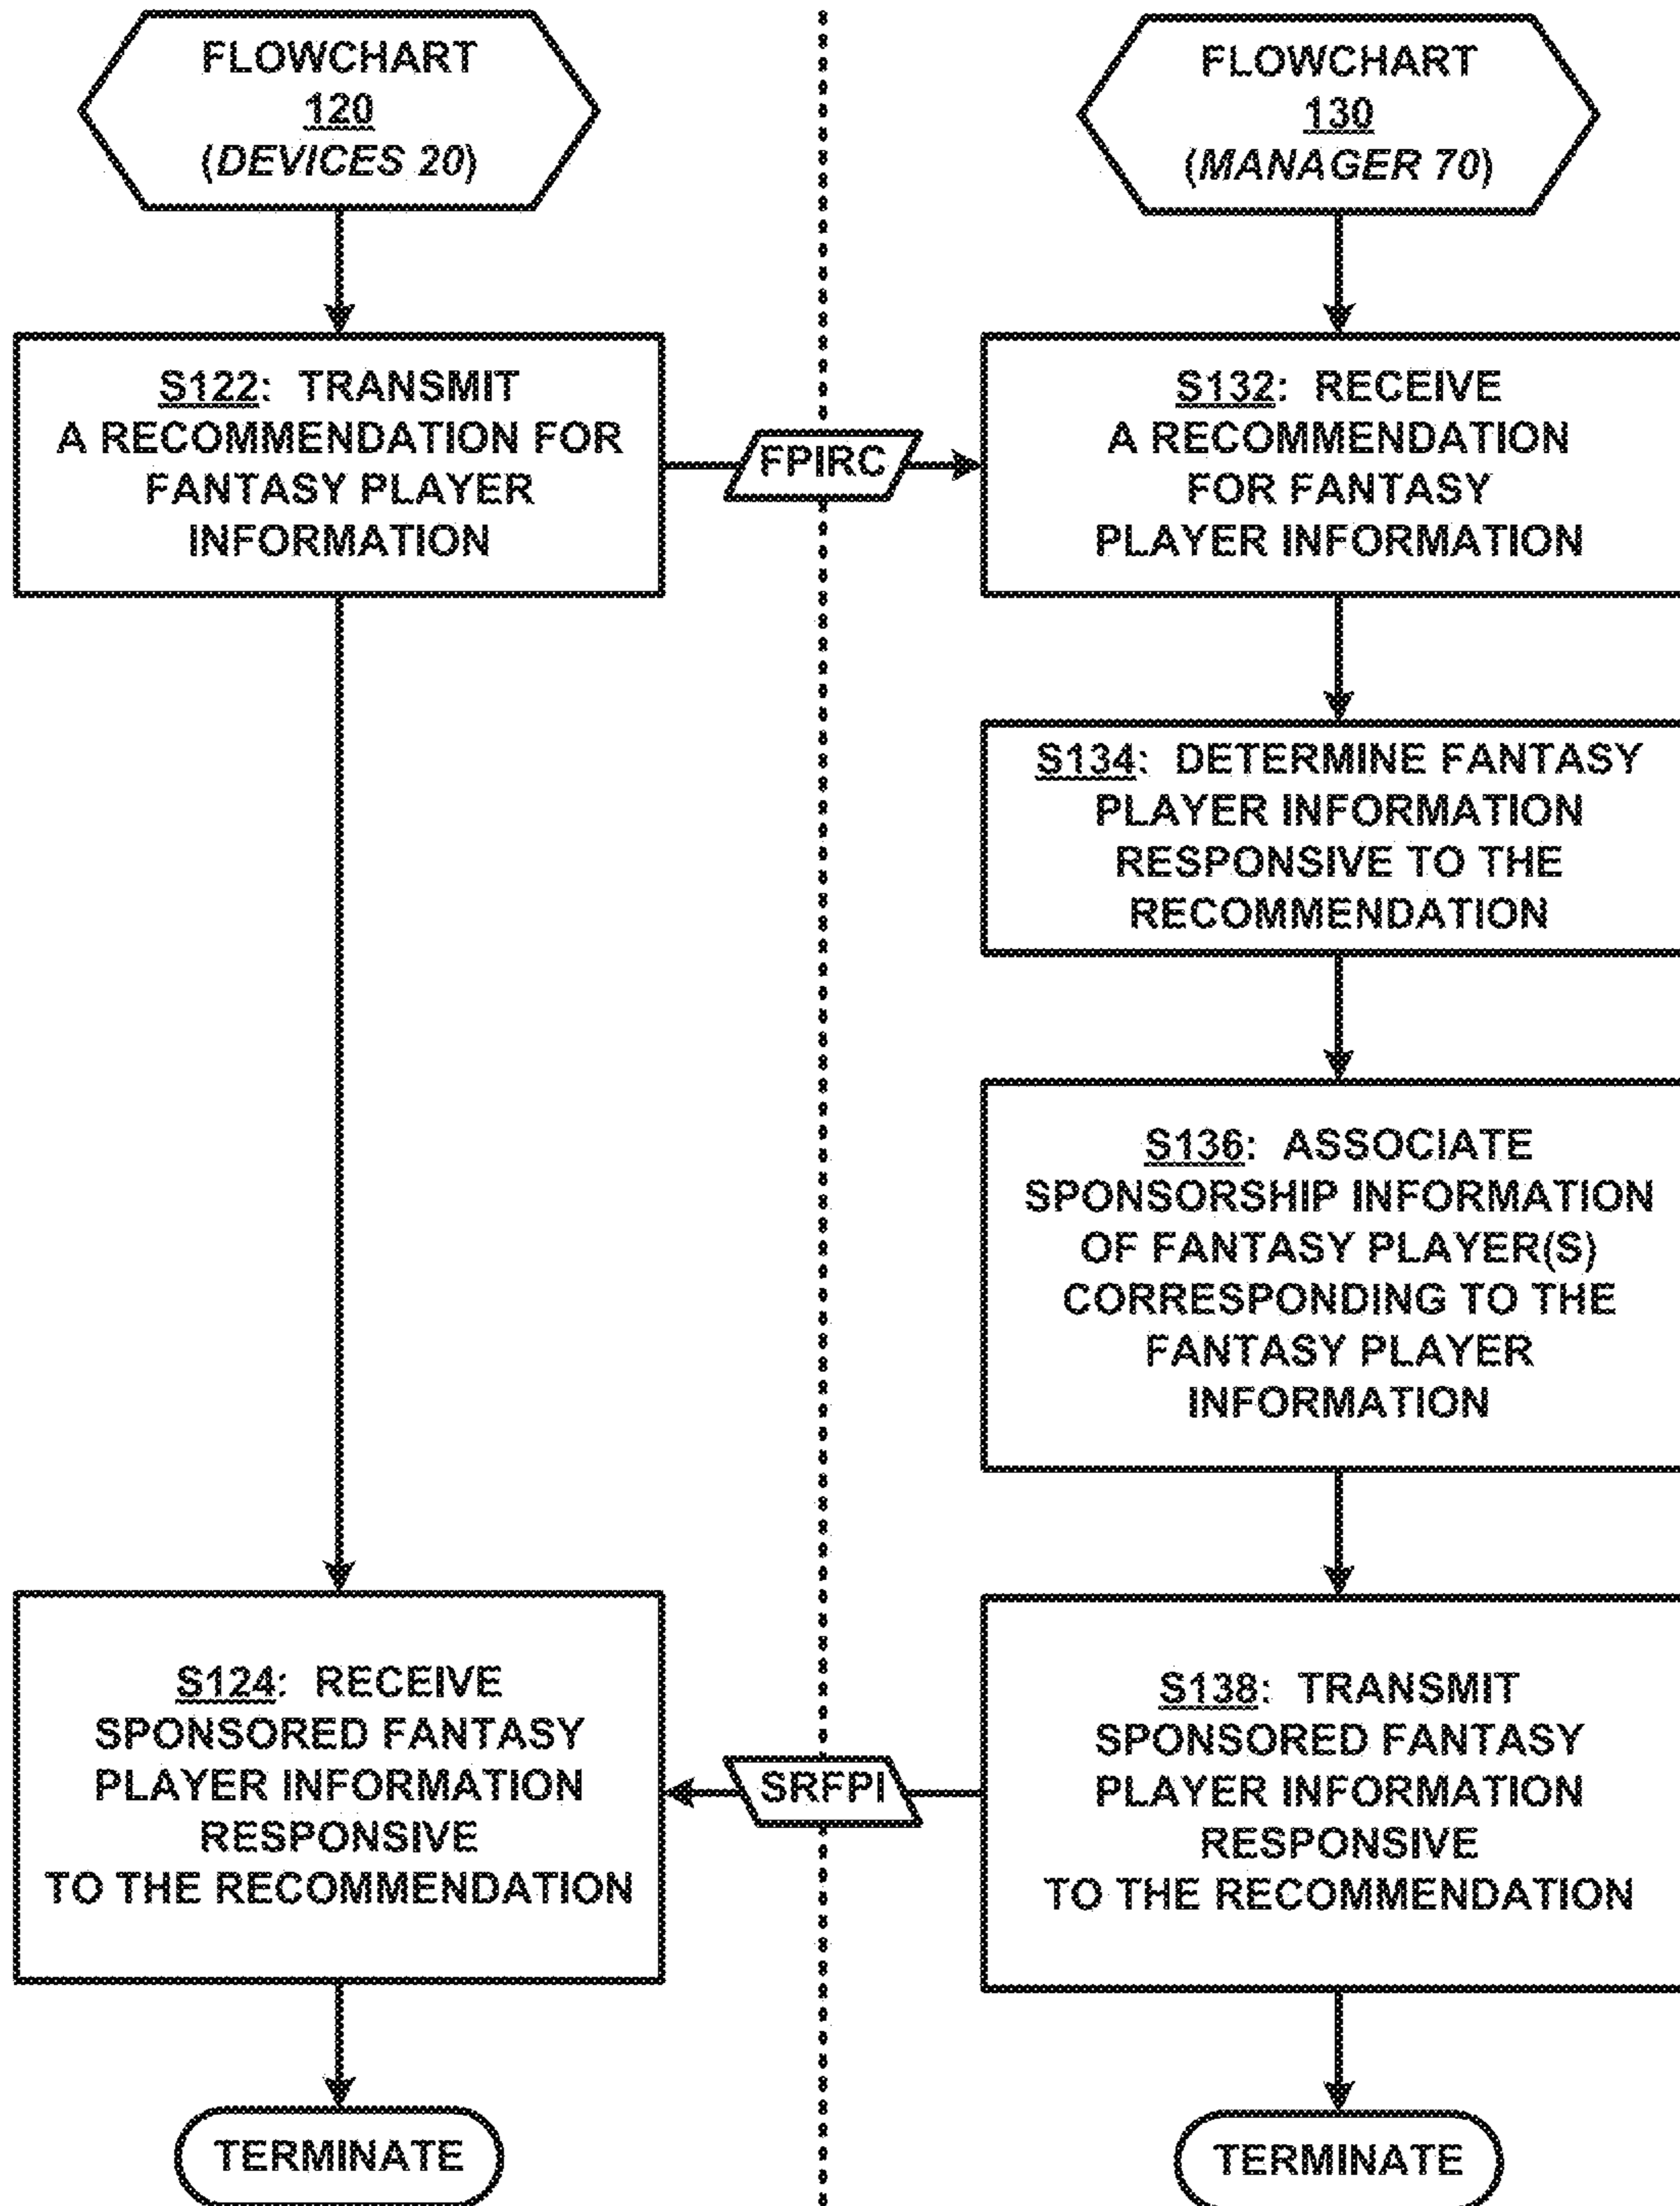 FLOWCHART
120
(DEVICES 20)
S122: TRANSMIT
A RECOMMENDATION FOR
FANTASY PLAYER
INFORMATION
FPIRC
S124: RECEIVE
SPONSORED FANTASY
PLAYER INFORMATION
RESPONSIVE
TO THE RECOMMENDATION
TERMINATE
FLOWCHART
130
(MANAGER 70)
S132: RECEIVE
A RECOMMENDATION
FOR FANTASY
PLAYER INFORMATION
S134: DETERMINE FANTASY
PLAYER INFORMATION
RESPONSIVE TO THE
RECOMMENDATION
S136: ASSOCIATE
SPONSORSHIP INFORMATION
OF FANTASY PLAYER(S)
CORRESPONDING TO THE
FANTASY PLAYER
INFORMATION
SRFPI
S138: TRANSMIT
SPONSORED FANTASY
PLAYER INFORMATION
RESPONSIVE
TO THE RECOMMENDATION
TERMINATE